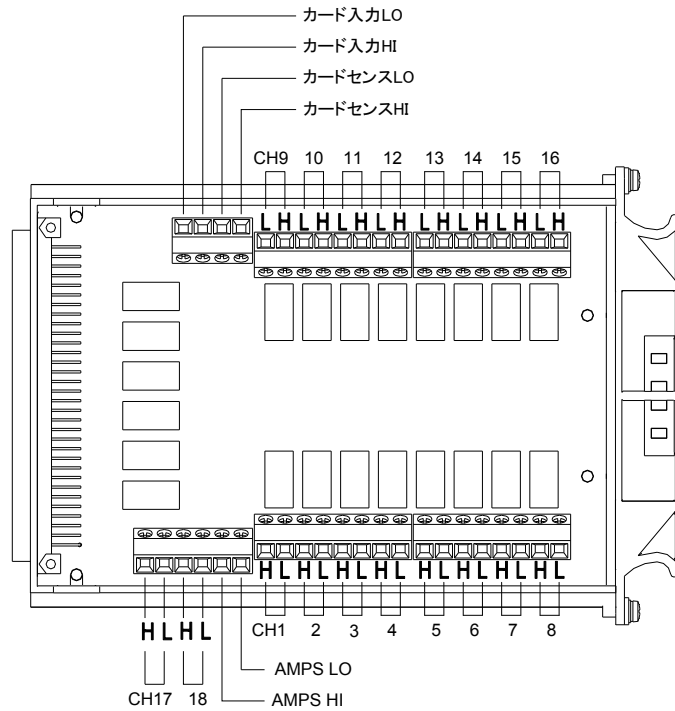 カード入力LO
カード入力HI
カードセンスLO
カードセンスHI
CH9 10 11 12 13 14 15 16
L H L H L H L H L H L H L H L H
H L H L H L H L H L H L H L H L
CH1 2 3 4 5 6 7 8
H L H L
CH17 18
AMPS LO
AMPS HI